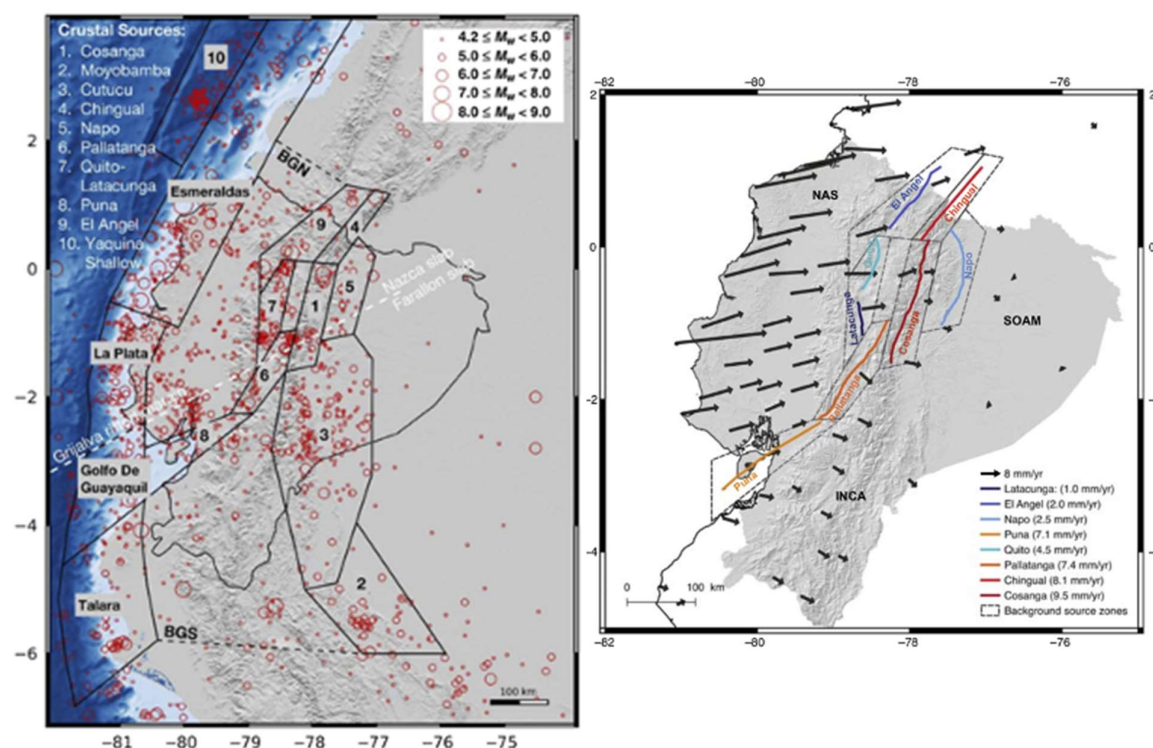 Crustal Sources:
1. Cosanga
2. Moyobamba
3. Cutucu
4. Chingual
5. Napo
6. Pallatanga
7. Quito-
Latacunga
8. Puna
9. El Angel
10. Yaquina
Shallow
10
4.2 ≤ Mw < 5.0
5.0 ≤ Mw < 6.0
6.0 ≤ Mw < 7.0
7.0 ≤ Mw < 8.0
8.0 ≤ Mw < 9.0
BGN
Esmeraldas
9
4
Nazca slab
Farallon slab
7
1
5
La Plata
6
8
3
Grijalva
Golfo De
Guayaquil
2
Talara
BGS
100 km
2
0
−2
−4
−6
−81
−80
−79
−78
−77
−76
−75
−82
−80
−78
−76
2
0
−2
−4
NAS
El Angel
Chingual
Quito
Napo
Latacunga
Cosanga
SOAM
Pallatanga
Puna
INCA
0
100 km
8 mm/yr
Latacunga: (1.0 mm/yr)
El Angel (2.0 mm/yr)
Napo (2.5 mm/yr)
Puna (7.1 mm/yr)
Quito (4.5 mm/yr)
Pallatanga (7.4 mm/yr)
Chingual (8.1 mm/yr)
Cosanga (9.5 mm/yr)
Background source zones
−82
−80
−78
−76